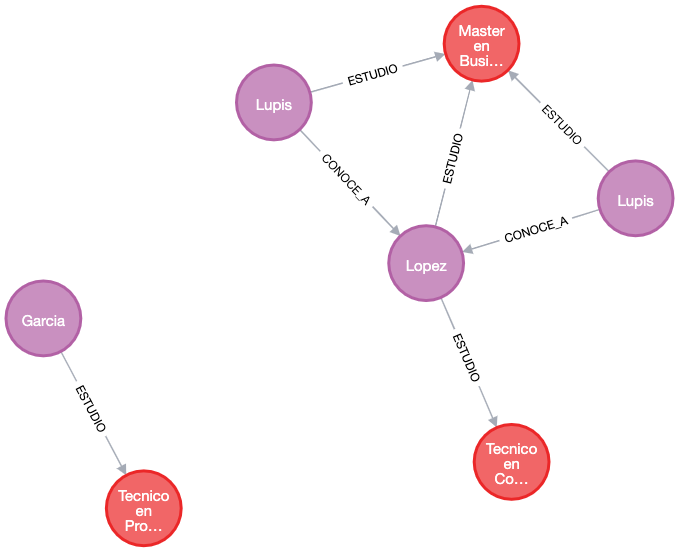 Master
en
Busi...
ESTUDIO
Lupis
ESTUDIO
CONOCE_A
ESTUDIO
Lupis
CONOCE_A
Lopez
Garcia
ESTUDIO
ESTUDIO
Tecnico
en
Co...
Tecnico
en
Pro...